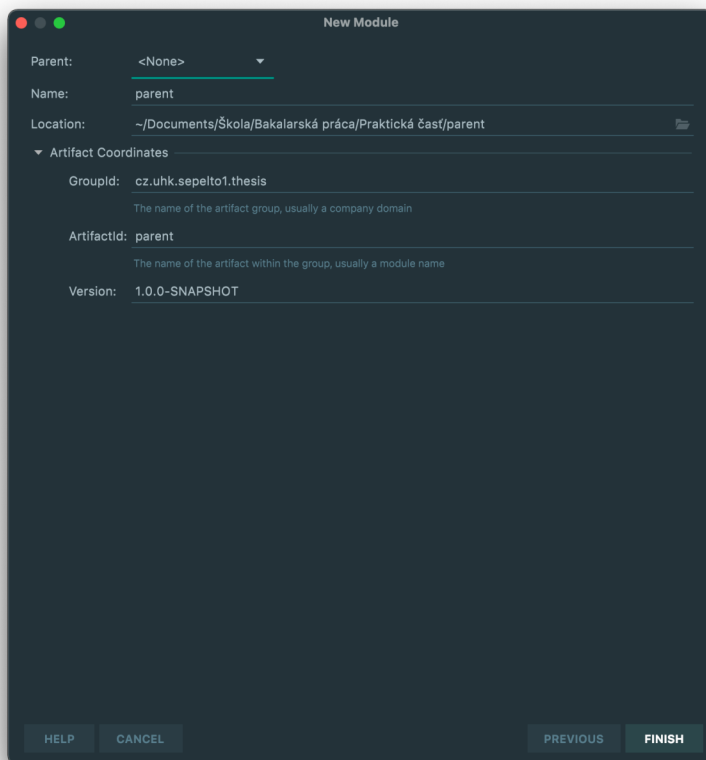 New Module
Parent: <None>
Name: parent
Location: ~/Documents/Škola/Bakalarská práca/Praktická časť/parent
Artifact Coordinates
GroupId: cz.uhk.sepelto1.thesis
The name of the artifact group, usually a company domain
ArtifactId: parent
The name of the artifact within the group, usually a module name
Version: 1.0.0-SNAPSHOT
HELP CANCEL PREVIOUS FINISH